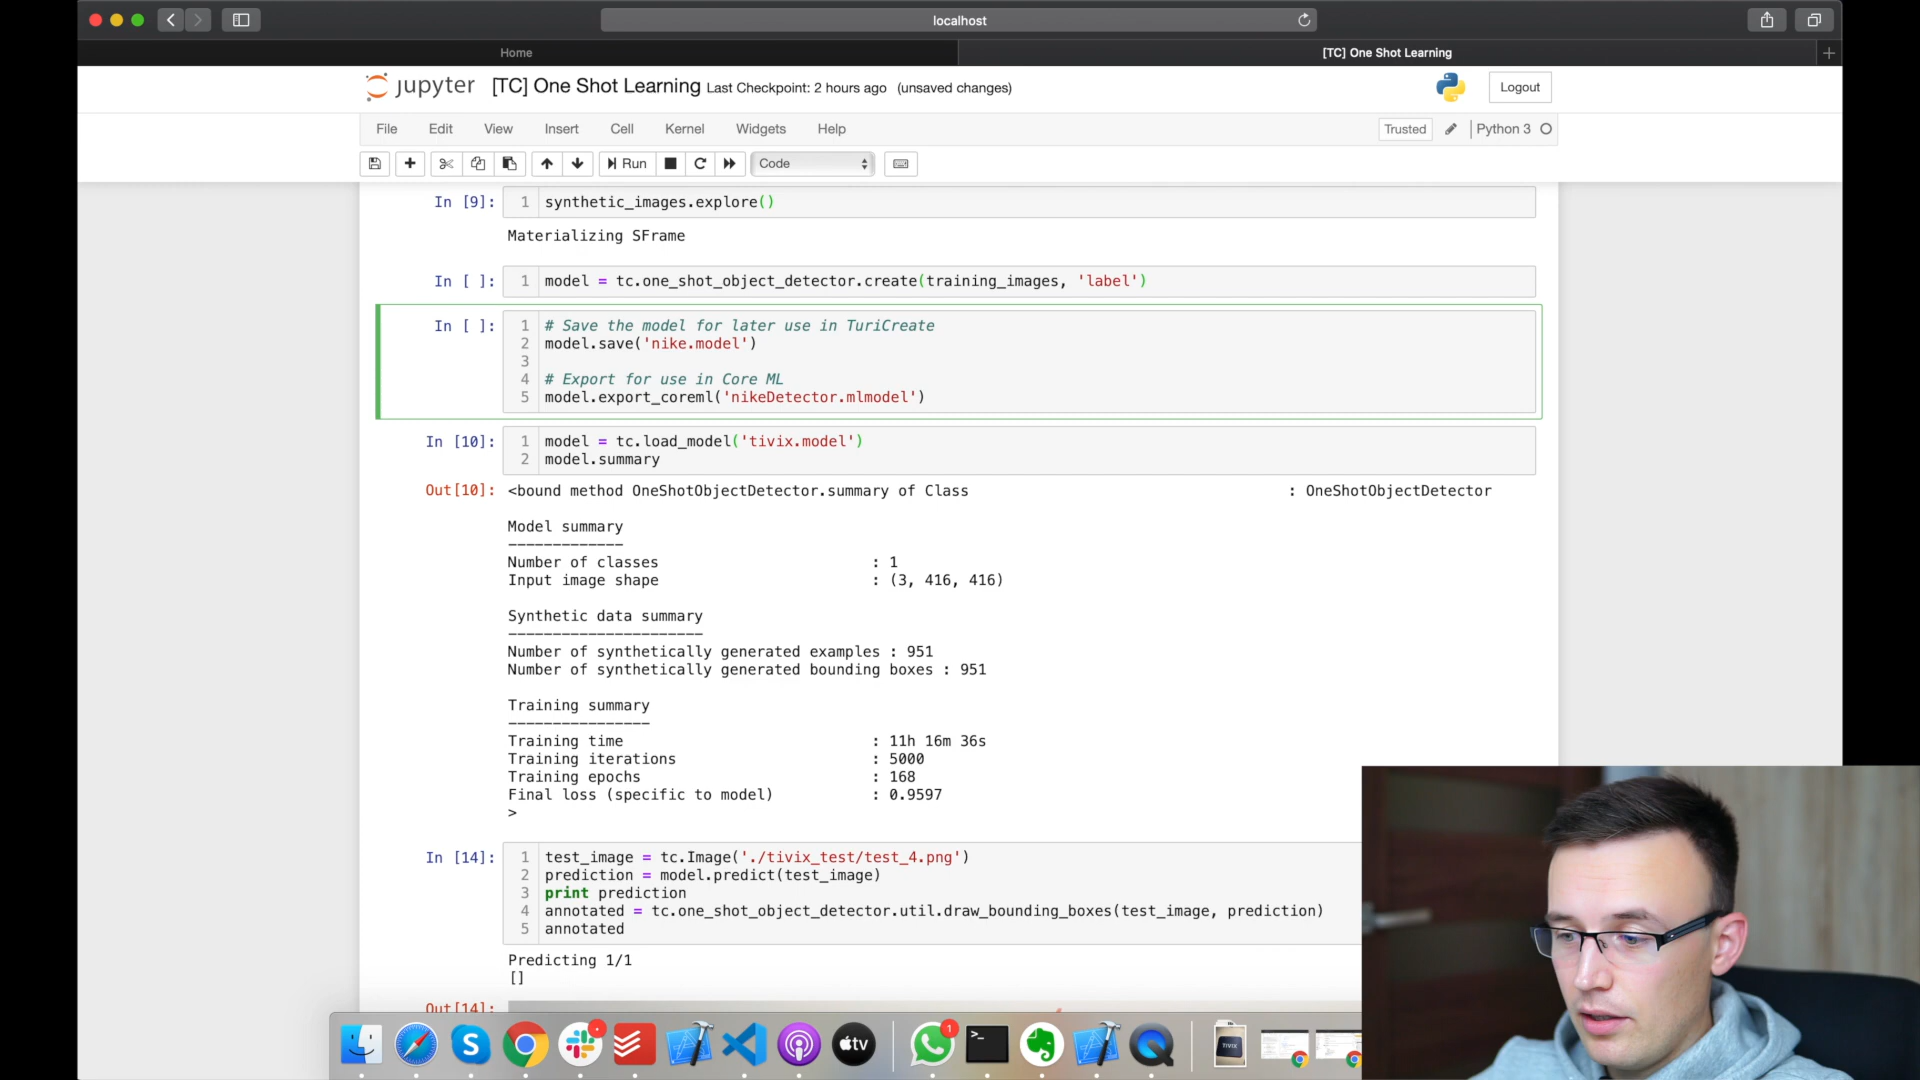 localhost
Home
[TC] One Shot Learning
jupyter [TC] One Shot Learning Last Checkpoint: 2 hours ago (unsaved changes)
Logout
File Edit View Insert Cell Kernel Widgets Help
Trusted Python 3
Run Code
In [9]: 1 synthetic_images.explore()
Materializing SFrame
In [ ]: 1 model = tc.one_shot_object_detector.create(training_images, 'label')
In [ ]: 1 # Save the model for later use in TuriCreate
2 model.save('nike.model')
3
4 # Export for use in Core ML
5 model.export_coreml('nikeDetector.mlmodel')
In [10]: 1 model = tc.load_model('tivix.model')
2 model.summary
Out[10]: <bound method OneShotObjectDetector.summary of Class : OneShotObjectDetector
Model summary
-------------
Number of classes : 1
Input image shape : (3, 416, 416)
Synthetic data summary
----------------------
Number of synthetically generated examples : 951
Number of synthetically generated bounding boxes : 951
Training summary
----------------
Training time : 11h 16m 36s
Training iterations : 5000
Training epochs : 168
Final loss (specific to model) : 0.9597
>
In [14]: 1 test_image = tc.Image('./tivix_test/test_4.png')
2 prediction = model.predict(test_image)
3 print prediction
4 annotated = tc.one_shot_object_detector.util.draw_bounding_boxes(test_image, prediction)
5 annotated
Predicting 1/1
[]
Out[14]:
tv
1
TIVIX